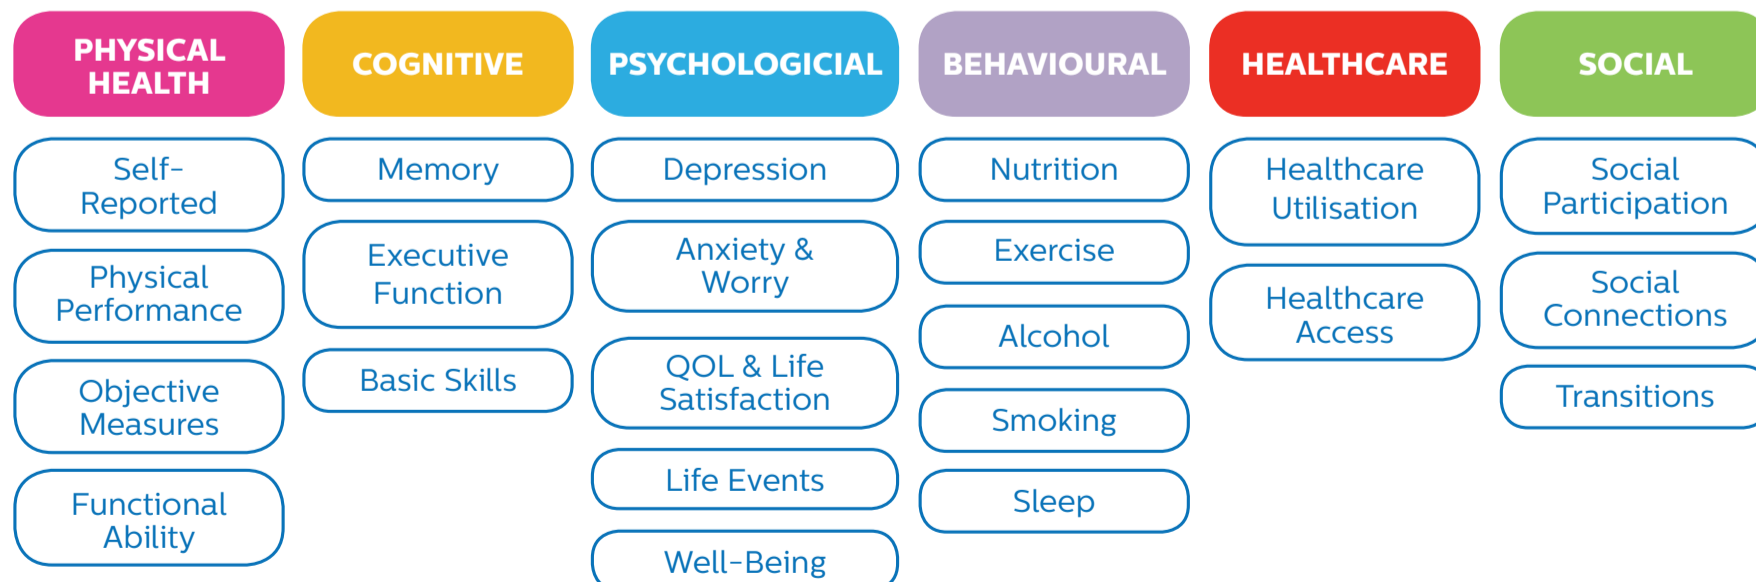 PHYSICAL
HEALTH
Self-
Reported
Physical
Performance
Objective
Measures
Functional
Ability
COGNITIVE
Memory
Executive
Function
Basic Skills
PSYCHOLOGICIAL
Depression
Anxiety &
Worry
QOL & Life
Satisfaction
Life Events
Well-Being
BEHAVIOURAL
Nutrition
Exercise
Alcohol
Smoking
Sleep
HEALTHCARE
Healthcare
Utilisation
Healthcare
Access
SOCIAL
Social
Participation
Social
Connections
Transitions